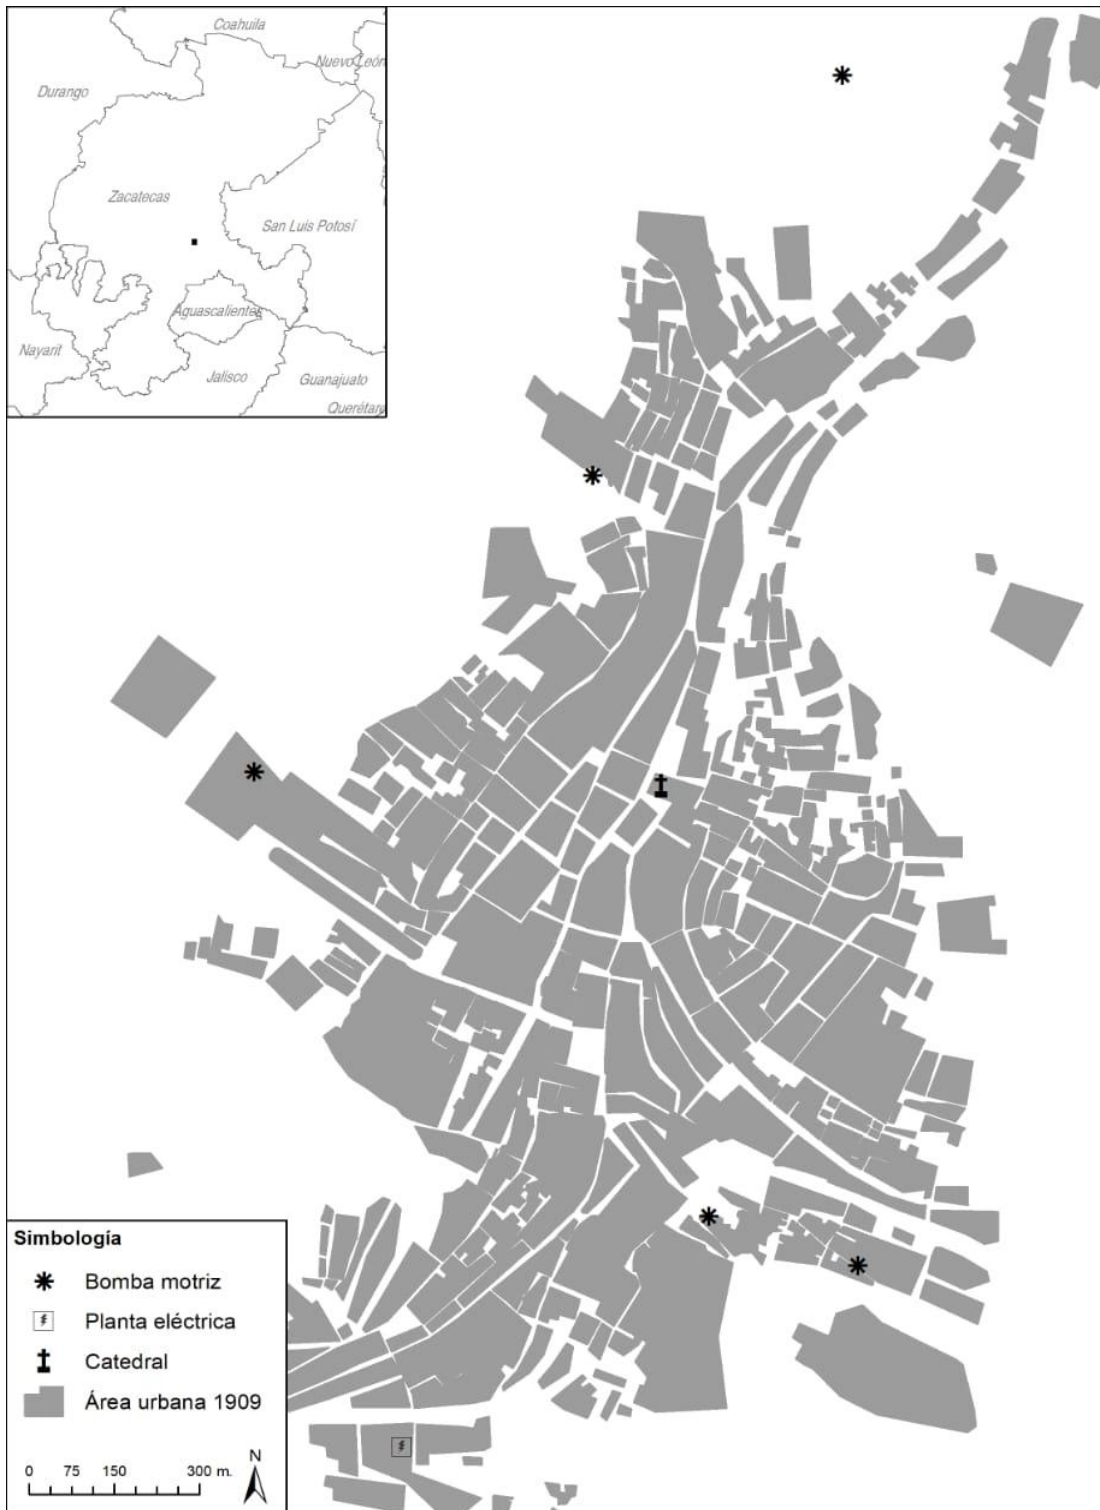 Coahuila
Nuevo León
Durango
Zacatecas
San Luis Potosí
Aguascalientes
Nayarit
Jalisco
Guanajuato
Querétaro
Simbología
Bomba motriz
Planta eléctrica
Catedral
Área urbana 1909
N
0 75 150 300 m.